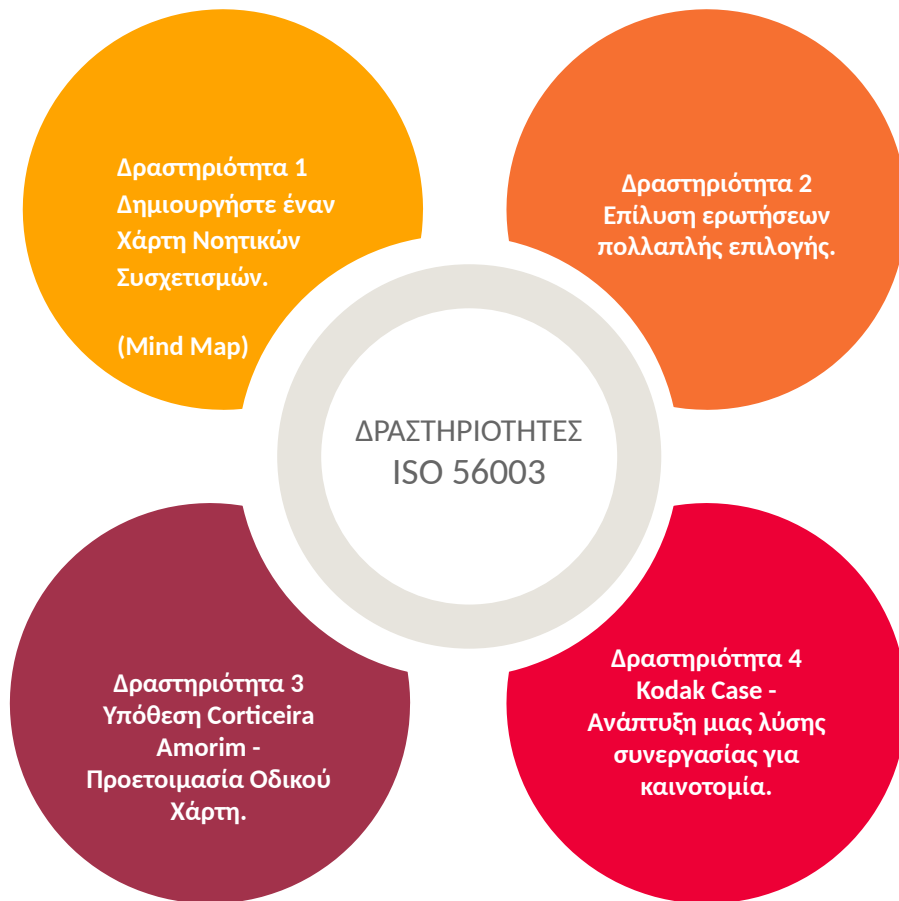 Δραστηριότητα 1
Δημιουργήστε έναν
Χάρτη Νοητικών
Συσχετισμών.
(Mind Map)
Δραστηριότητα 2
Επίλυση ερωτήσεων
πολλαπλής επιλογής.
ΔΡΑΣΤΗΡΙΟΤΗΤΕΣ
ISO 56003
Δραστηριότητα 3
Υπόθεση Corticeira
Amorim -
Προετοιμασία Οδικού
Χάρτη.
Δραστηριότητα 4
Kodak Case -
Ανάπτυξη μιας λύσης
συνεργασίας για
καινοτομία.